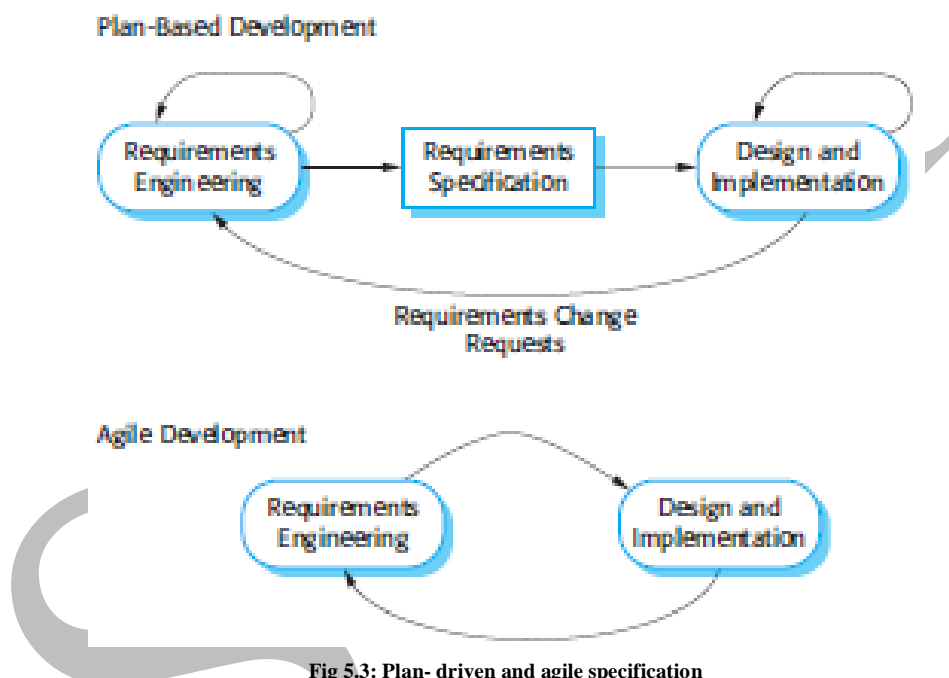 Plan-Based Development
Requirements
Engineering
Requirements
Specification
Design and
Implementation
Requirements Change
Requests
Agile Development
Requirements
Engineering
Design and
Implementation
Fig 5.3: Plan- driven and agile specification